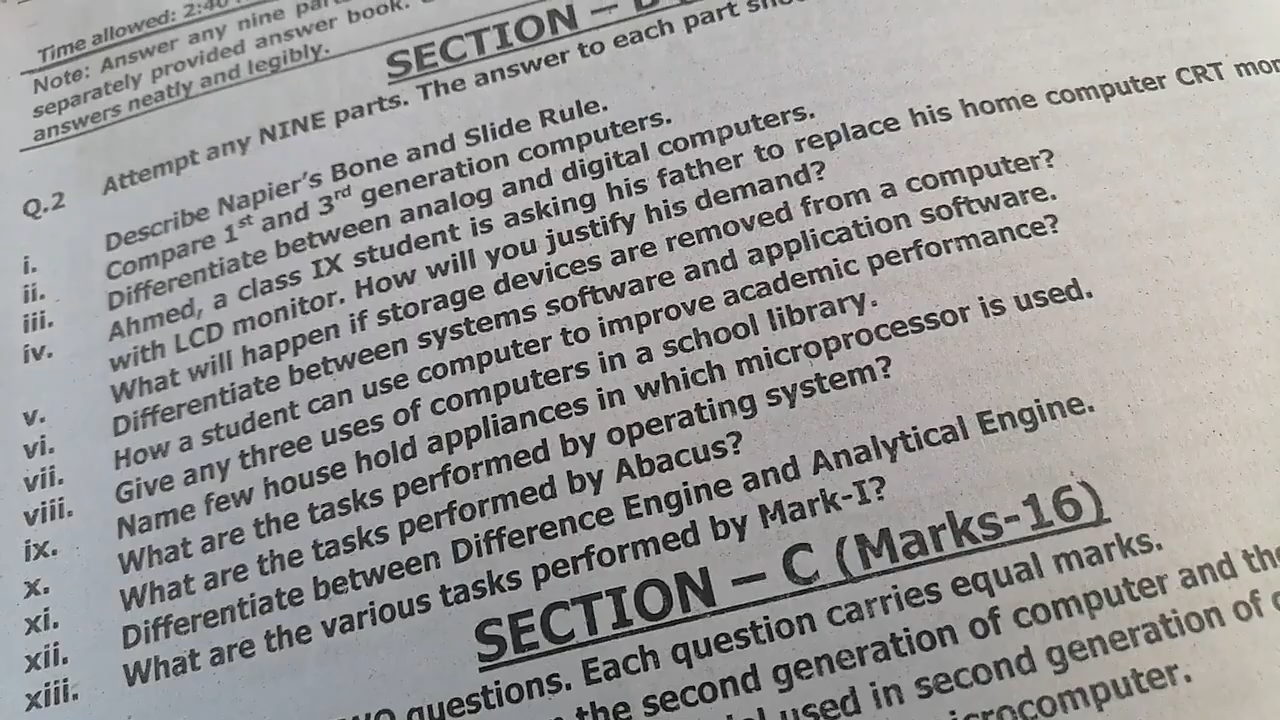 Time allowed: 2:40
Note: Answer any nine
separately provided answer book.
answers neatly and legibly.
SECTION –
Q.2 Attempt any NINE parts. The answer to each part
i. Describe Napier's Bone and Slide Rule.
ii. Compare 1st and 3rd generation computers.
iii. Differentiate between analog and digital computers.
iv. Ahmed, a class IX student is asking his father to replace his home computer CRT
with LCD monitor. How will you justify his demand?
v. What will happen if storage devices are removed from a computer?
vi. Differentiate between systems software and application software.
vii. How a student can use computer to improve academic performance?
viii. Give any three uses of computers in a school library.
ix. Name few house hold appliances in which microprocessor is used.
x. What are the tasks performed by operating system?
xi. What are the tasks performed by Abacus?
xii. Differentiate between Difference Engine and Analytical Engine.
xiii. What are the various tasks performed by Mark-I?
SECTION – C (Marks-16)
questions. Each question carries equal marks.
the second generation of computer and
used in second generation of